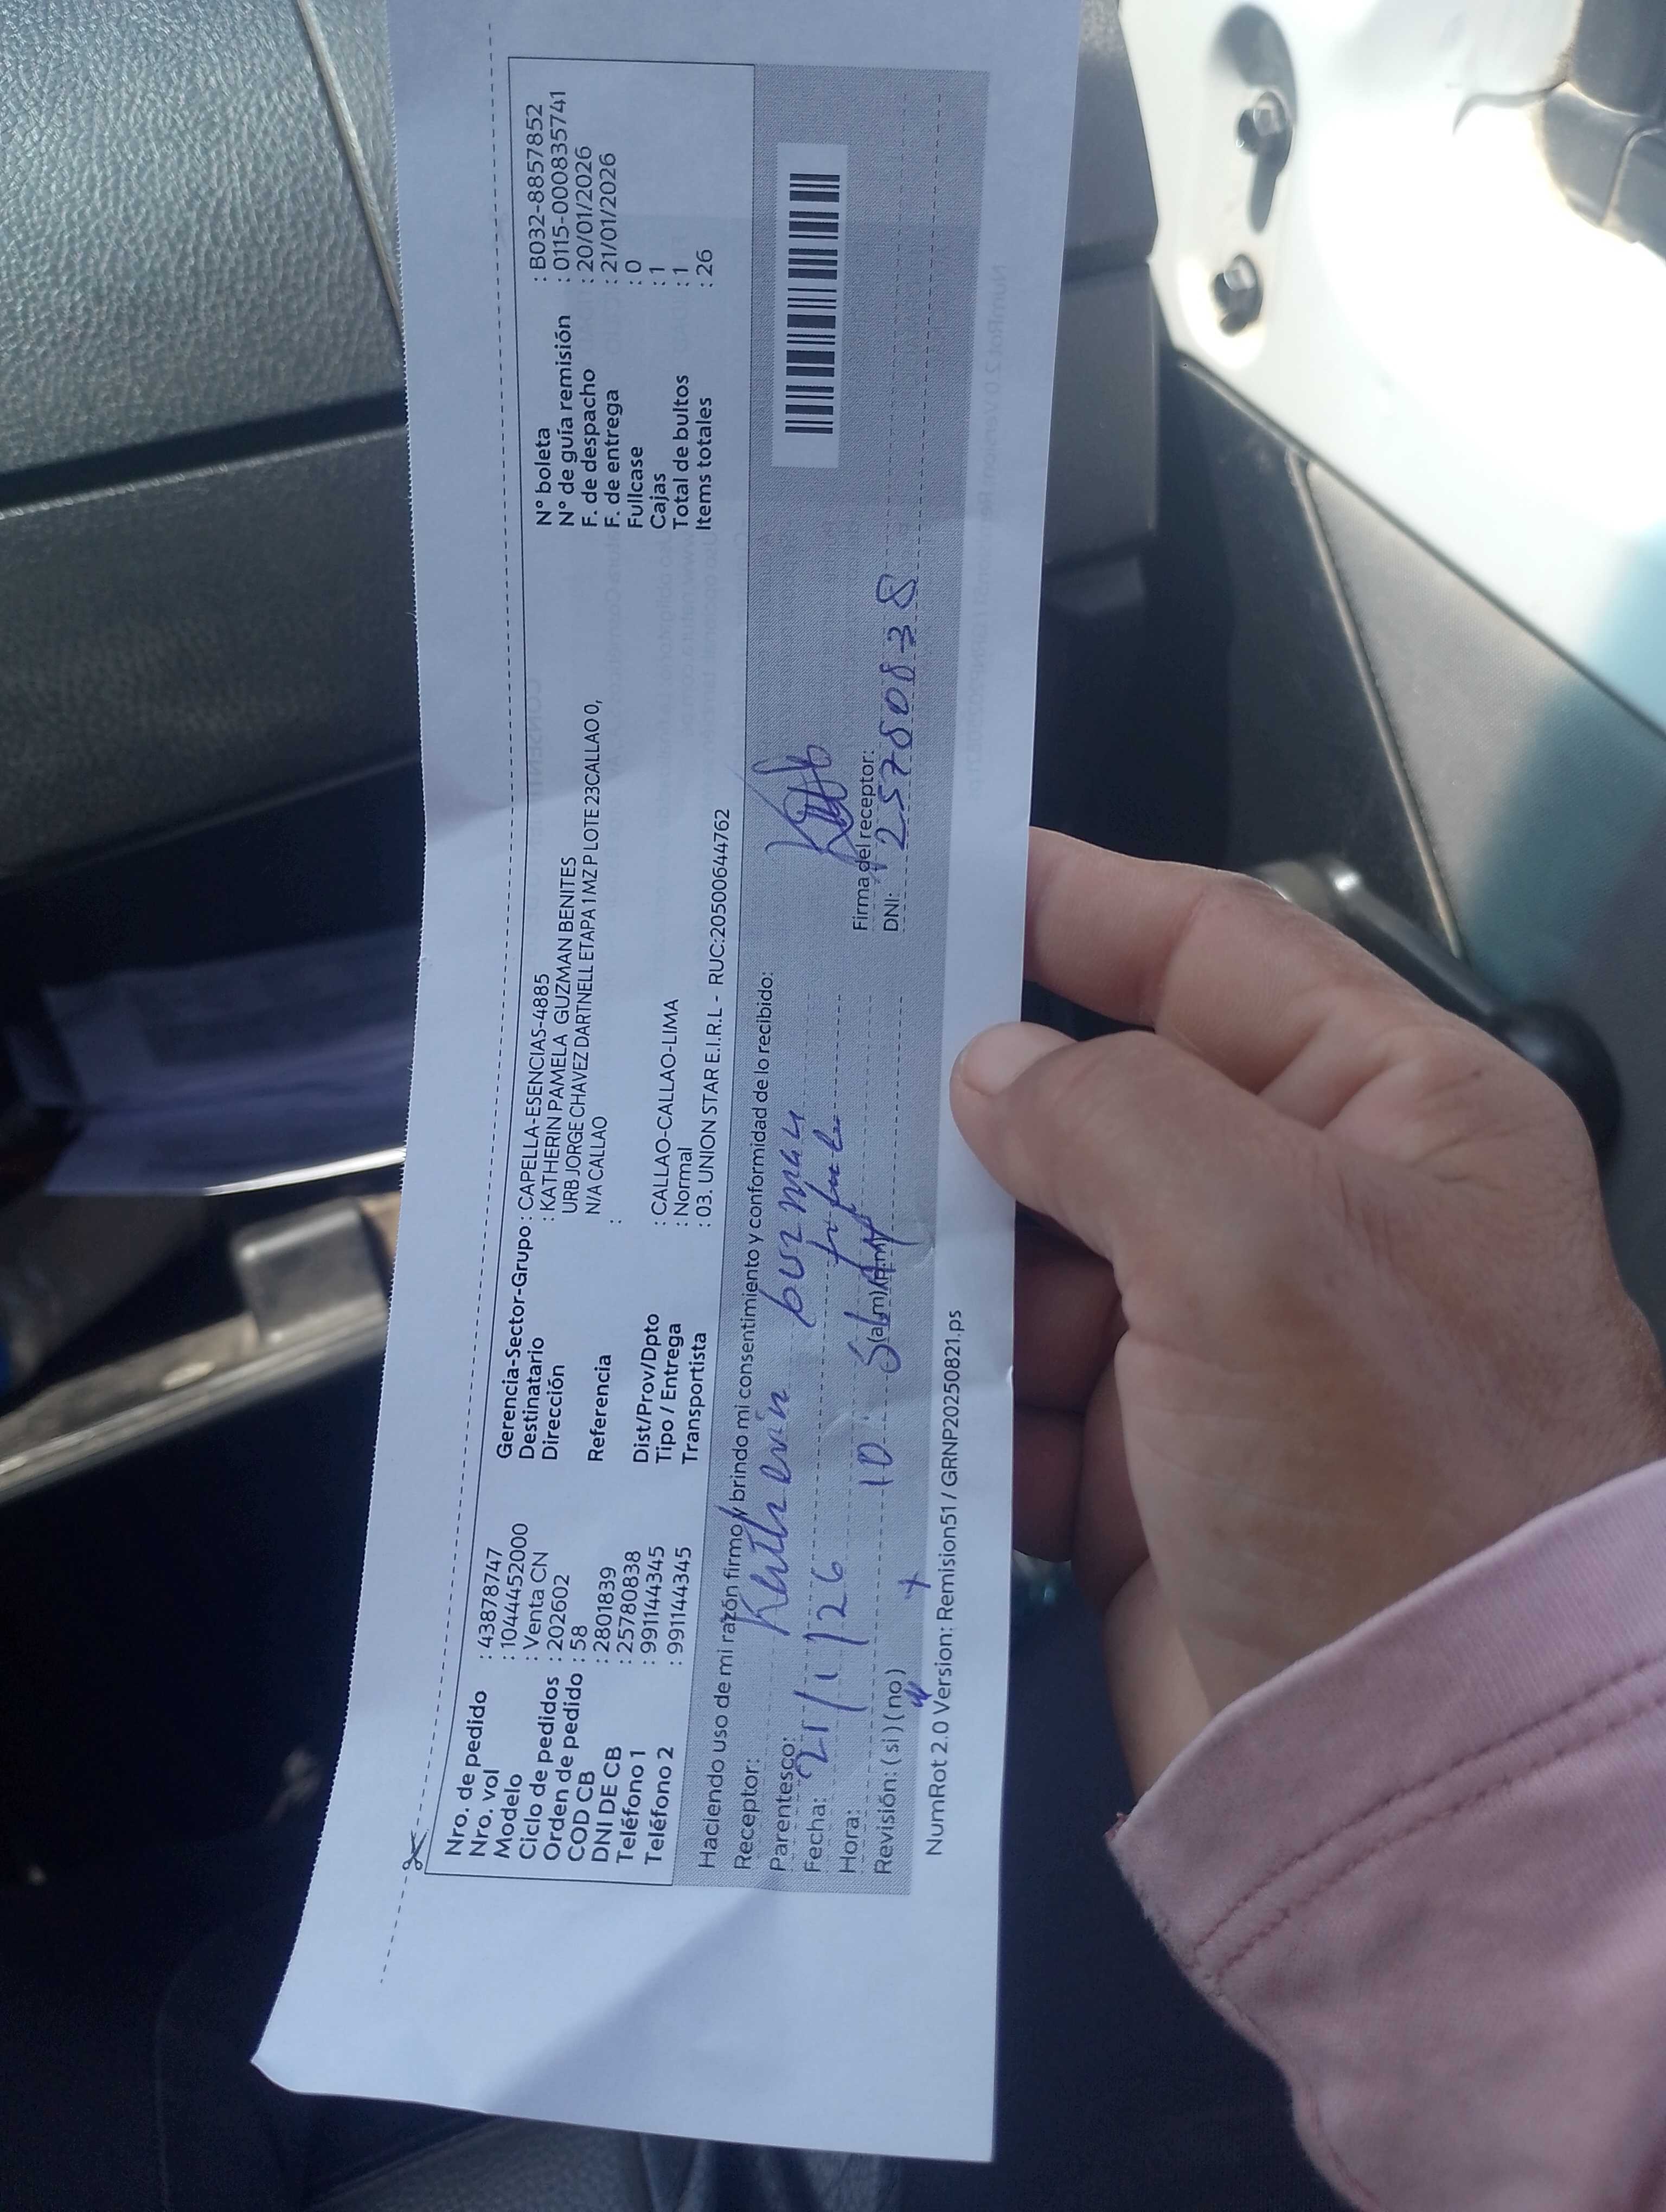 Nro. de pedido : 43878747
Nro. vol : 10444452000
Modelo : Venta CN
Ciclo de pedidos : 202602
Orden de pedido : 58
COD CB : 2801839
DNI DE CB : 25780838
Teléfono 1 : 991144345
Teléfono 2 : 991144345
Gerencia-Sector-Grupo : CAPELLA-ESENCIAS-4885
Destinatario : KATHERIN PAMELA GUZMAN BENITES
Dirección URB JORGE CHAVEZ DARTNELL ETAPA 1 MZ P LOTE 23CALLAO 0,
N/A CALLAO
Referencia :
Dist/Prov/Dpto : CALLAO-CALLAO-LIMA
Tipo / Entrega : Normal
Transportista : 03. UNION STAR E.I.R.L - RUC:20500644762
N° boleta : B032-8857852
N° de guía remisión : 0115-000835741
F. de despacho : 20/01/2026
F. de entrega : 21/01/2026
Fullcase : 0
Cajas : 1
Total de bultos : 1
Items totales : 26
Haciendo uso de mi razón firmo y brindo mi consentimiento y conformidad de lo recibido:
Receptor: Katherin Guzman
Parentesco:
Fecha: 21/1/26
Hora: 10 (a.m)(p.m)
Revisión: (si) (no)
Firma del receptor:
DNI: 25780838
NumRot 2.0 Version: Remision51 / GRNP20250821.ps